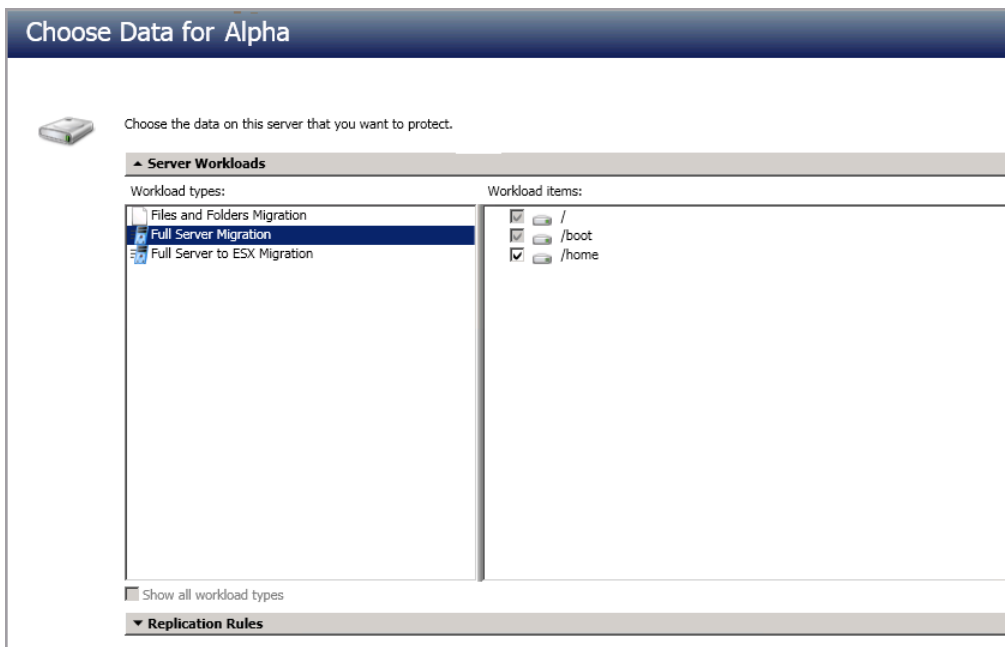 Choose Data for Alpha
Choose the data on this server that you want to protect.
Server Workloads
Workload types:
Workload items:
Files and Folders Migration
Full Server Migration
Full Server to ESX Migration
/
/boot
/home
Show all workload types
Replication Rules